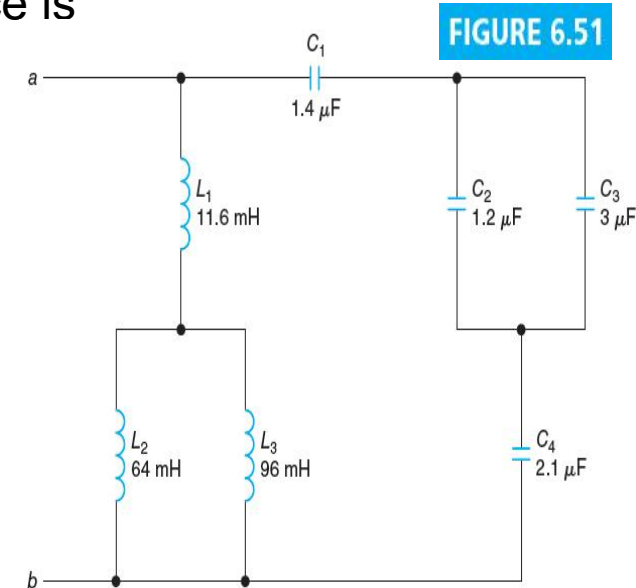 ce is
FIGURE 6.51
C₁
a
1.4 μF
L₁
11.6 mH
C₂
1.2 μF
C₃
3 μF
L₂
64 mH
L₃
96 mH
C₄
2.1 μF
b